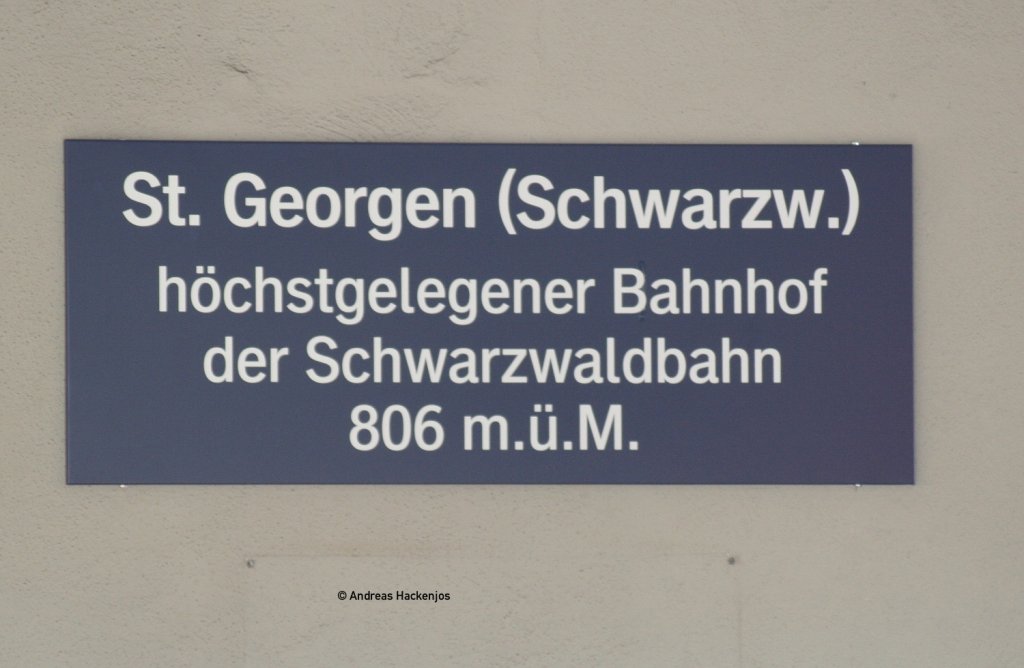 St. Georgen (Schwarzw.)
höchstgelegener Bahnhof
der Schwarzwaldbahn
806 m.ü.M.
© Andreas Hackenjos